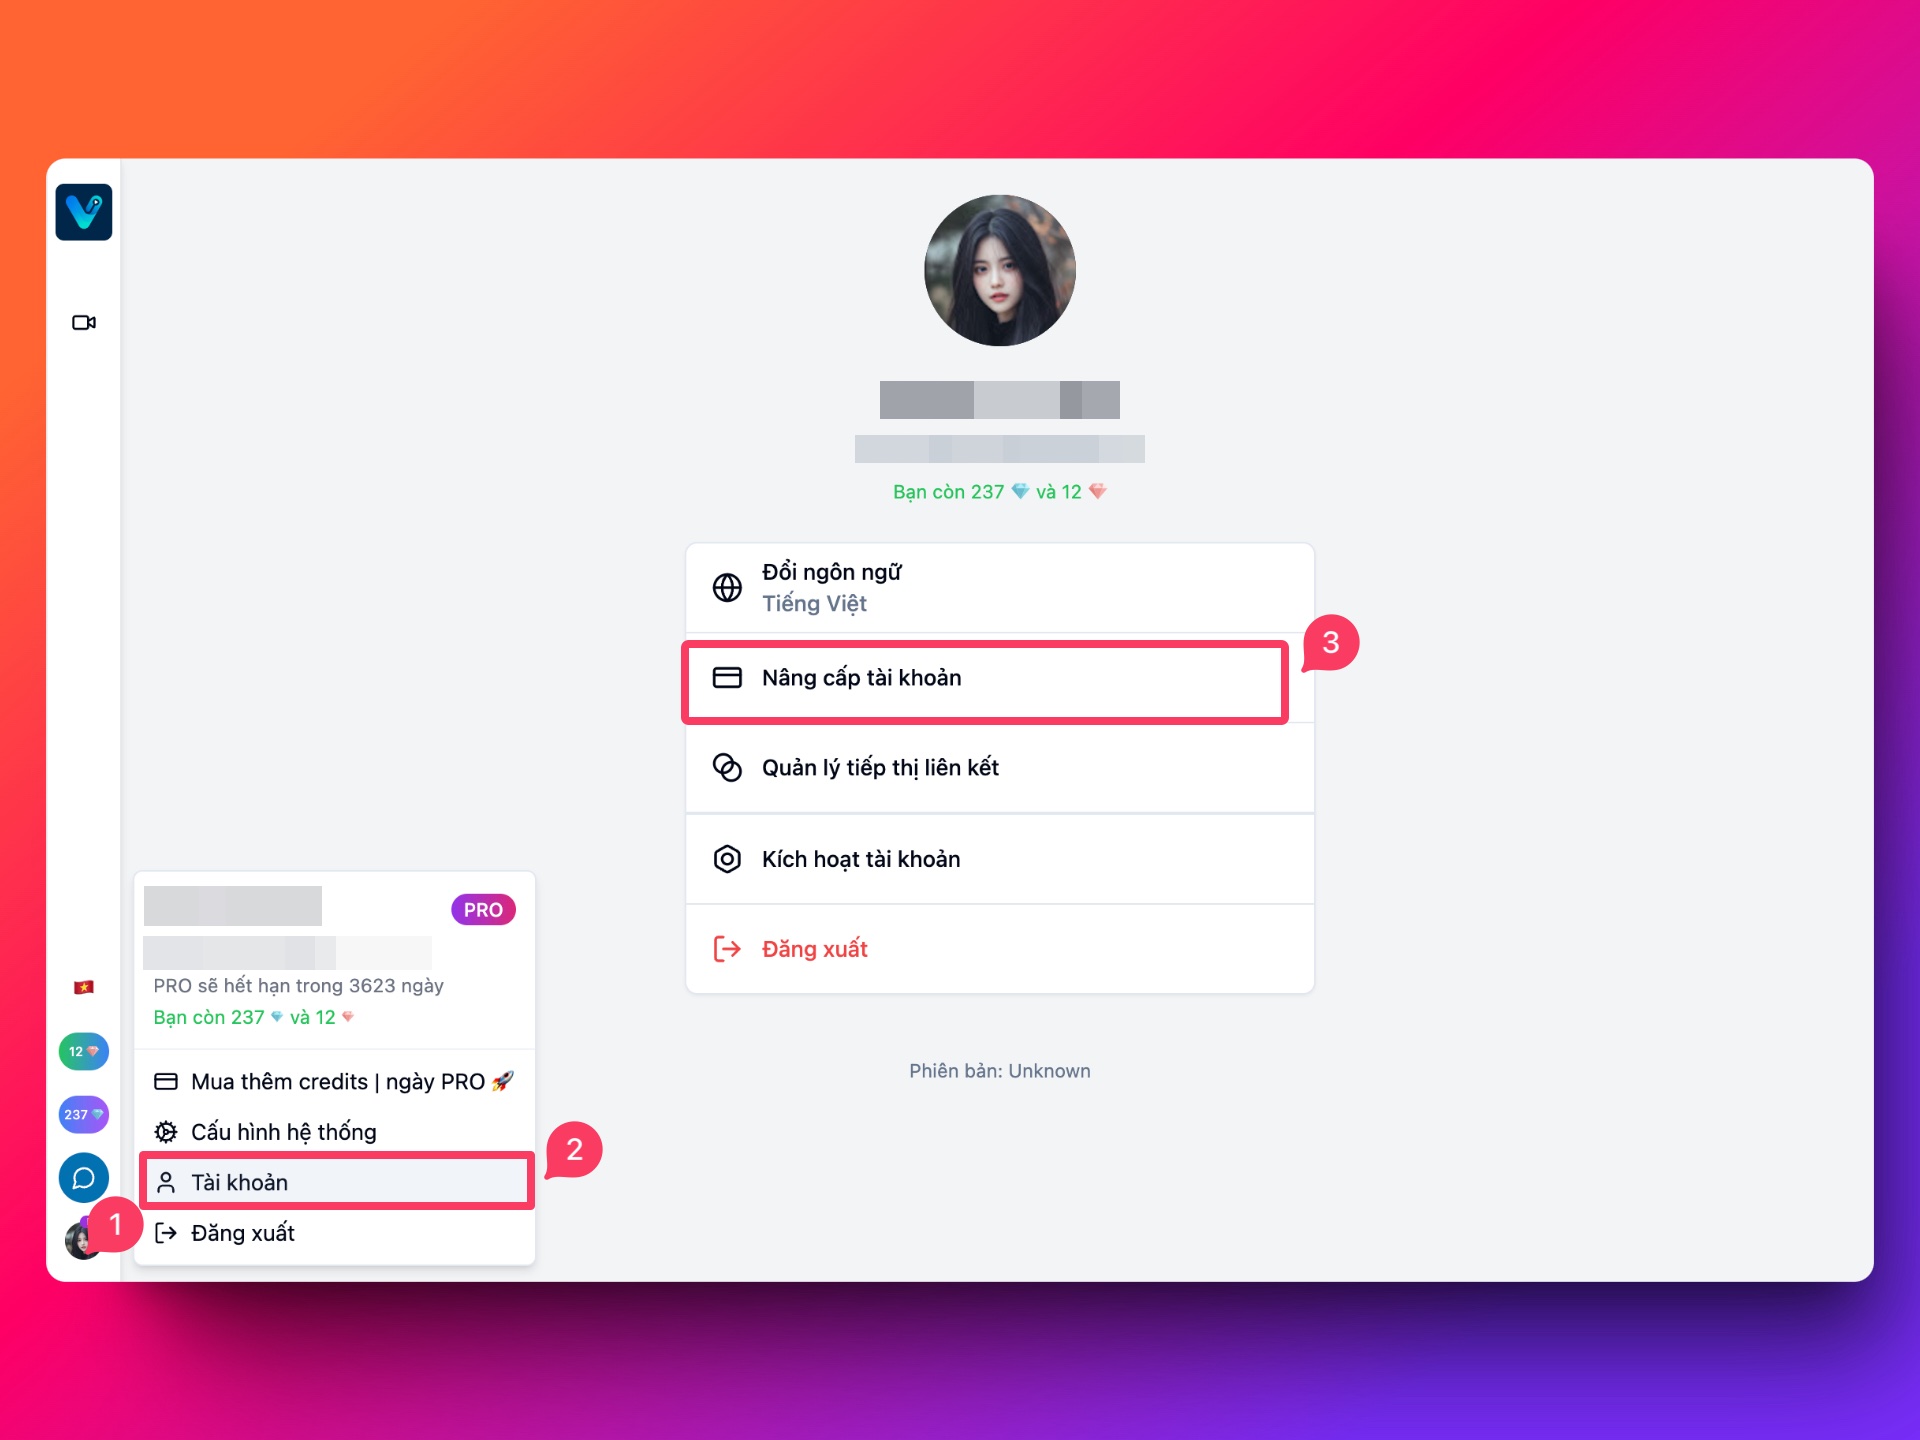 Bạn còn 237 💎 và 12
Đổi ngôn ngữ
Tiếng Việt
Nâng cấp tài khoản
3
Quản lý tiếp thị liên kết
Kích hoạt tài khoản
Đăng xuất
Phiên bản: Unknown
PRO
PRO sẽ hết hạn trong 3623 ngày
Bạn còn 237 💎 và 12
Mua thêm credits | ngày PRO 🚀
Cấu hình hệ thống
Tài khoản
2
Đăng xuất
12
237 💎
1